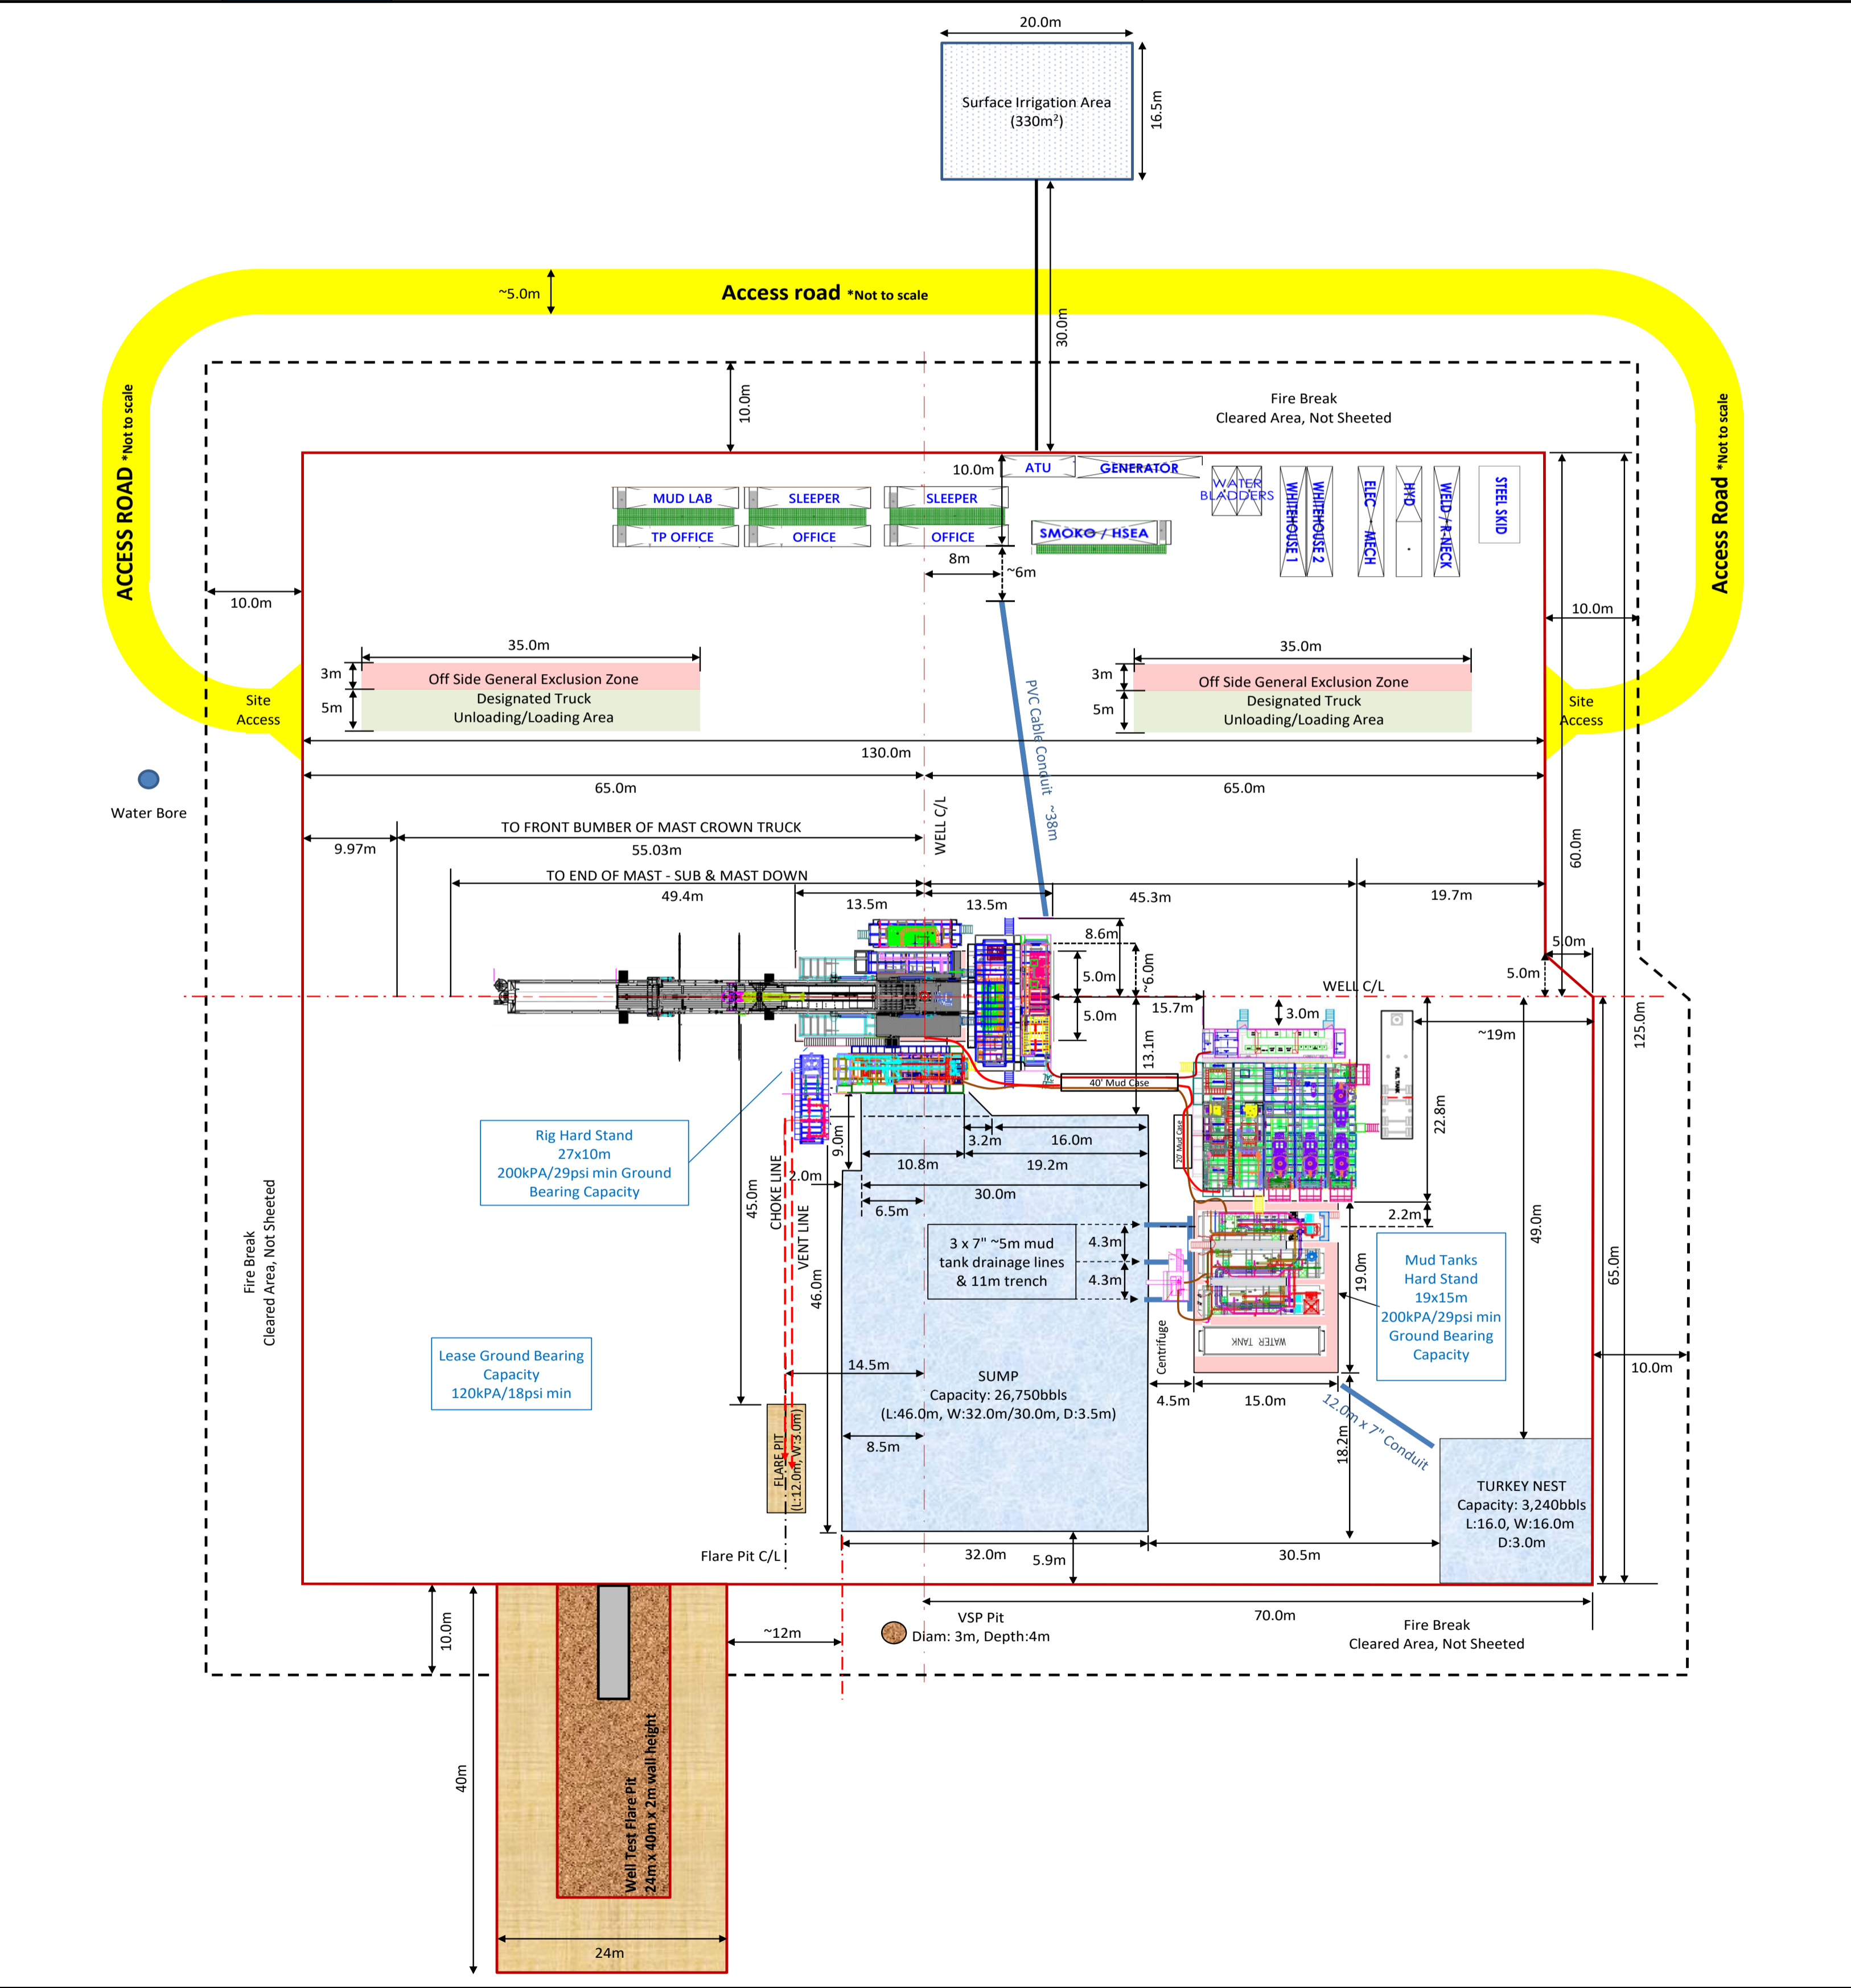 20.0m
Surface Irrigation Area
(330m²)
16.5m
~5.0m
Access road *Not to scale
30.0m
ACCESS ROAD *Not to scale
Access Road *Not to scale
10.0m
Fire Break
Cleared Area, Not Sheeted
10.0m
ATU
GENERATOR
MUD LAB
SLEEPER
SLEEPER
TP OFFICE
OFFICE
OFFICE
SMOKO / HSEA
WATER
BLADDERS
WHITEHOUSE 1
WHITEHOUSE 2
ELEC
MECH
HYD
WELD / R-NECK
STEEL SKID
8m
~6m
10.0m
10.0m
35.0m
35.0m
3m
Off Side General Exclusion Zone
3m
Off Side General Exclusion Zone
5m
Designated Truck
Unloading/Loading Area
5m
Designated Truck
Unloading/Loading Area
Site
Access
Site
Access
PVC Cable Conduit ~38m
130.0m
65.0m
65.0m
Water Bore
WELL C/L
60.0m
TO FRONT BUMBER OF MAST CROWN TRUCK
9.97m
55.03m
TO END OF MAST - SUB & MAST DOWN
49.4m
13.5m
13.5m
45.3m
19.7m
8.6m
5.0m
~6.0m
5.0m
5.0m
5.0m
WELL C/L
15.7m
3.0m
~19m
125.0m
13.1m
40' Mud Case
20' Mud Case
FUEL TANK
22.8m
Rig Hard Stand
27x10m
200kPA/29psi min Ground
Bearing Capacity
9.0m
3.2m
16.0m
10.8m
19.2m
2.0m
30.0m
6.5m
45.0m
CHOKE LINE
VENT LINE
46.0m
3 x 7" ~5m mud
tank drainage lines
& 11m trench
4.3m
4.3m
2.2m
19.0m
49.0m
65.0m
Mud Tanks
Hard Stand
19x15m
200kPA/29psi min
Ground Bearing
Capacity
Centrifuge
WATER TANK
Fire Break
Cleared Area, Not Sheeted
Lease Ground Bearing
Capacity
120kPA/18psi min
14.5m
SUMP
Capacity: 26,750bbls
(L:46.0m, W:32.0m/30.0m, D:3.5m)
4.5m
15.0m
10.0m
12.0m x 7" Conduit
18.2m
8.5m
FLARE PIT
(L:12.0m, W:3.0m)
TURKEY NEST
Capacity: 3,240bbls
L:16.0, W:16.0m
D:3.0m
Flare Pit C/L
32.0m
5.9m
30.5m
10.0m
70.0m
~12m
VSP Pit
Diam: 3m, Depth:4m
Fire Break
Cleared Area, Not Sheeted
40m
Well Test Flare Pit
24m x 40m x 2m wall height
24m